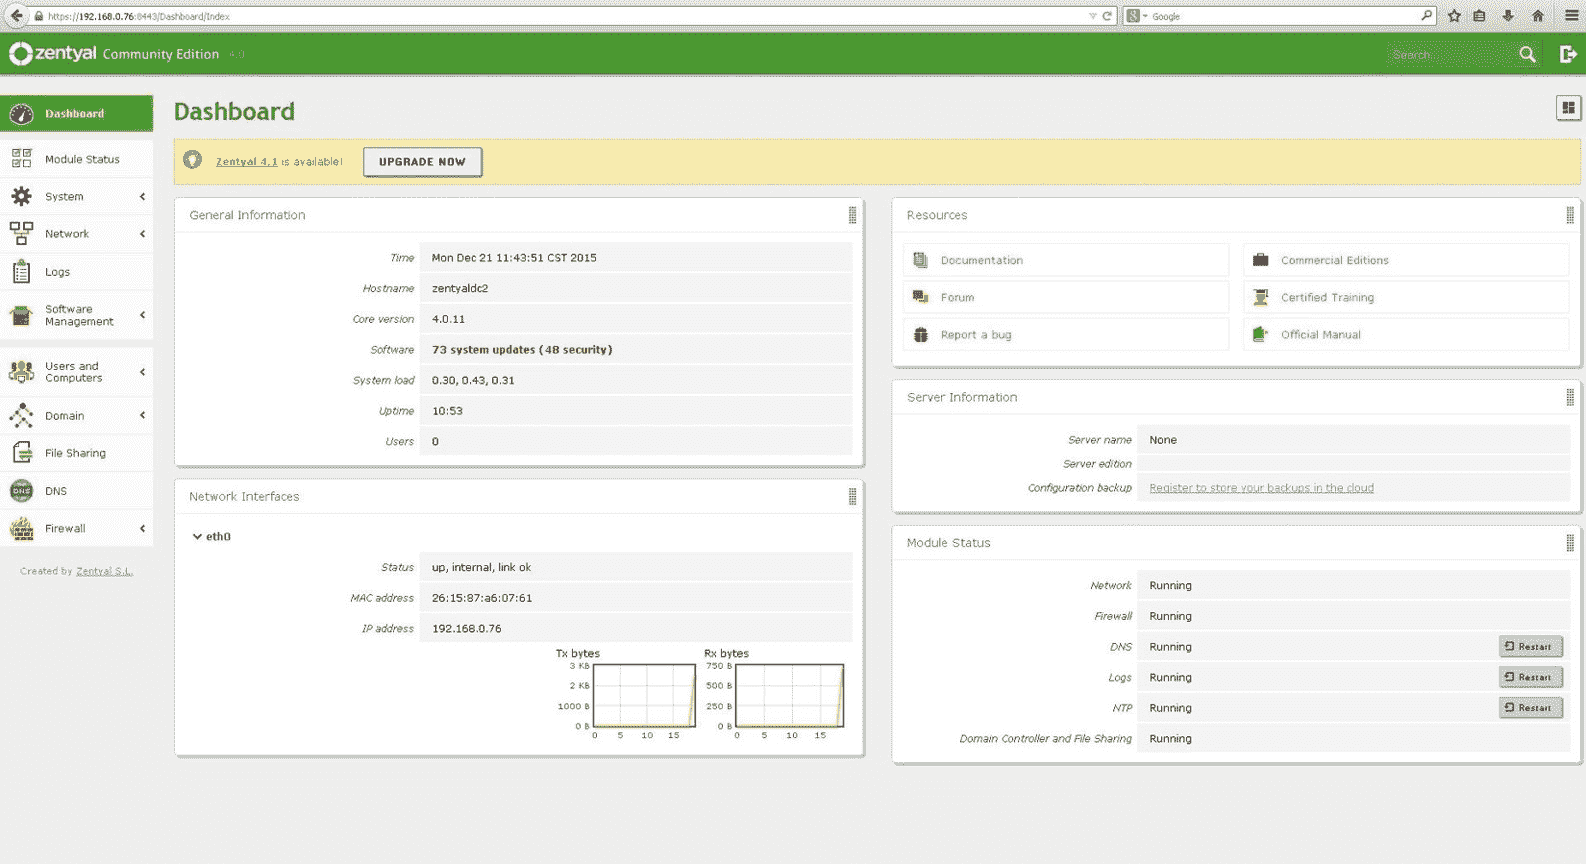 https://192.168.0.76:8443/Dashboard/Index
Google
zentyal Community Edition 4.0
Search...
Dashboard
Module Status
System
Network
Logs
Software
Management
Users and
Computers
Domain
File Sharing
DNS
Firewall
Created by Zentyal S.L.
Dashboard
Zentyal 4.1 is available!
UPGRADE NOW
General Information
Time Mon Dec 21 11:43:51 CST 2015
Hostname zentyaldc2
Core version 4.0.11
Software 73 system updates (48 security)
System load 0.30, 0.43, 0.31
Uptime 10:53
Users 0
Network Interfaces
eth0
Status up, internal, link ok
MAC address 26:15:87:a6:07:61
IP address 192.168.0.76
Tx bytes
3 KB
2 KB
1000 B
0 B
0 5 10 15
Rx bytes
750 B
500 B
250 B
0 B
0 5 10 15
Resources
Documentation
Commercial Editions
Forum
Certified Training
Report a bug
Official Manual
Server Information
Server name None
Server edition
Configuration backup Register to store your backups in the cloud
Module Status
Network Running
Firewall Running
DNS Running Restart
Logs Running Restart
NTP Running Restart
Domain Controller and File Sharing Running